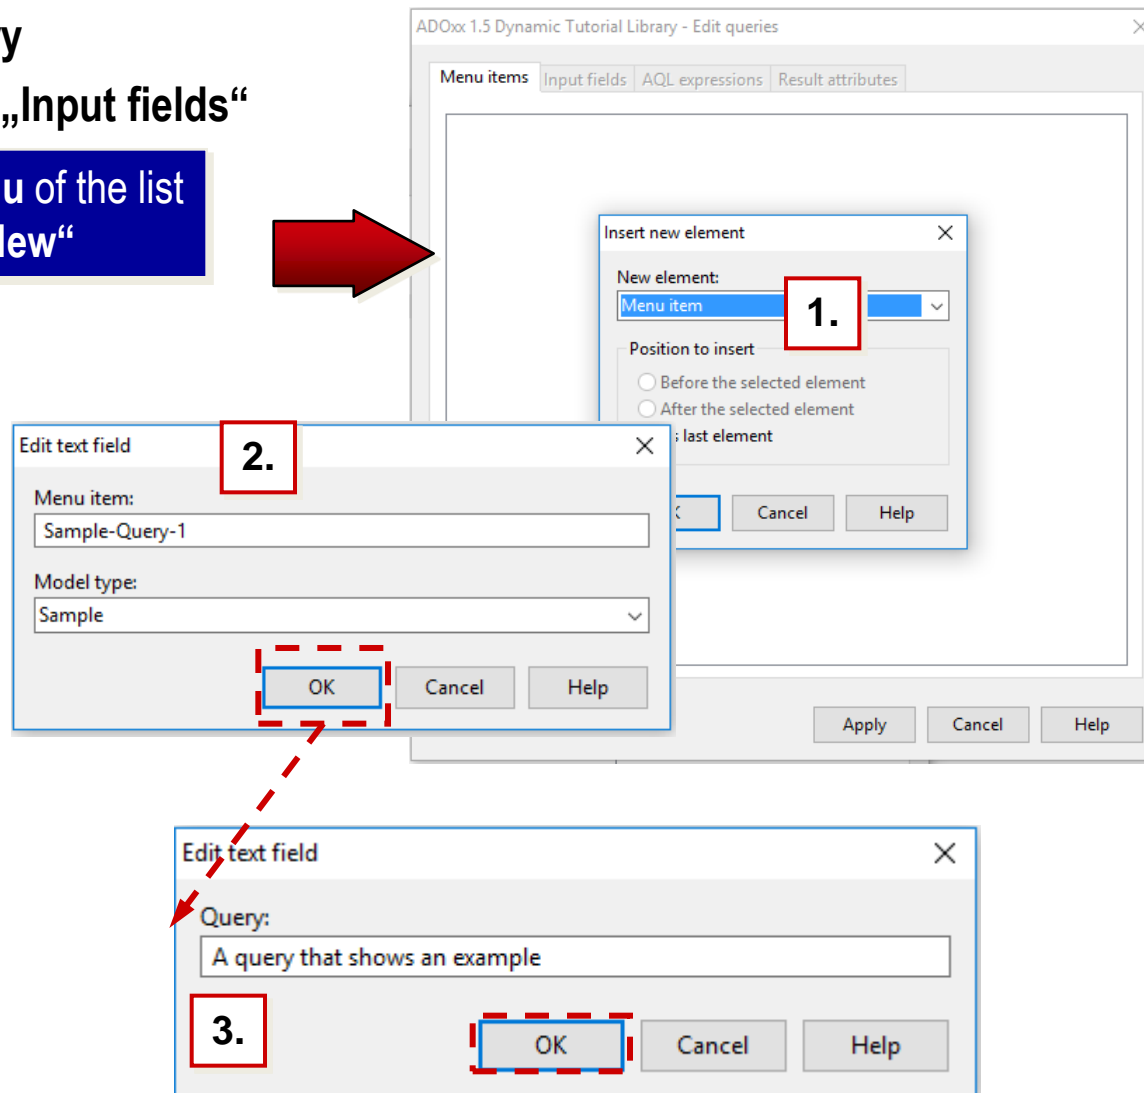 y
„Input fields“
u of the list
lew“
ADOxx 1.5 Dynamic Tutorial Library - Edit queries
Menu items Input fields AQL expressions Result attributes
Insert new element
New element:
Menu item
1.
Position to insert
Before the selected element
After the selected element
s last element
Cancel Help
Edit text field
2.
Menu item:
Sample-Query-1
Model type:
Sample
OK Cancel Help
Apply Cancel Help
Edit text field
Query:
A query that shows an example
3.
OK Cancel Help